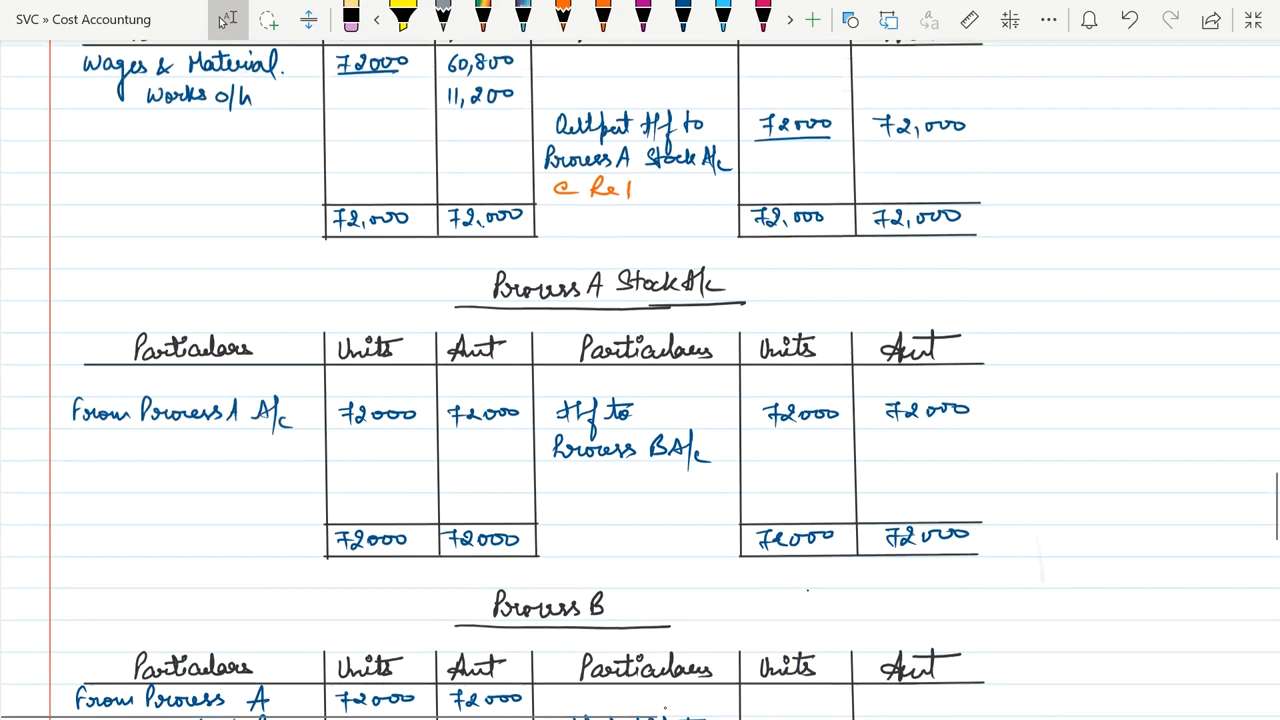 SVC > Cost Accountung
Wages & Material. 72000 60,800
Works o/h 11,200
Output tf to 72000 72,000
Process A Stock A/c
@ Re 1
72,000 72,000 72,000 72,000
Process A Stock A/c
Particulars Units Amt Particulars Units Amt
From Process A A/c 72000 72000 tf to 72000 72000
Process B A/c
72000 72000 72000 72000
Process B
Particulars Units Amt Particulars Units Amt
From Process A 72000 72000